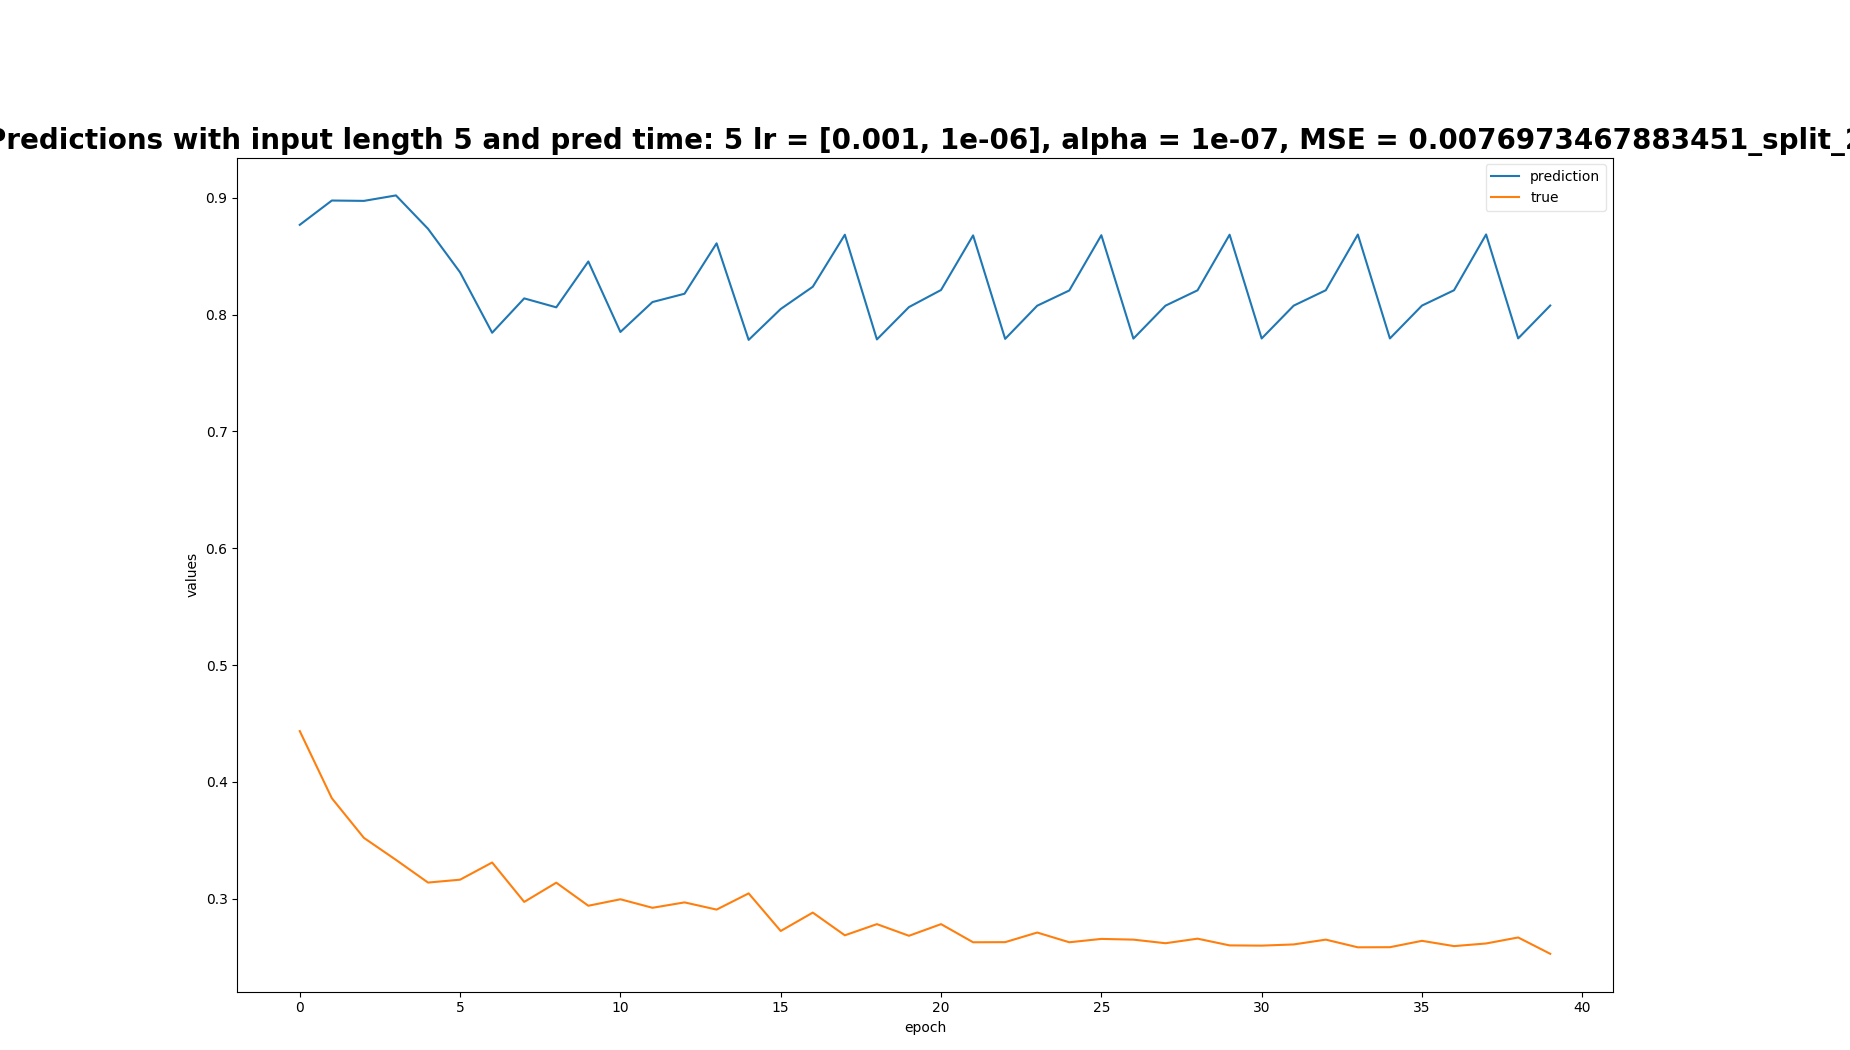 Predictions with input length 5 and pred time: 5 lr = [0.001, 1e-06], alpha = 1e-07, MSE = 0.0076973467883451_split_2
prediction
true
0.9
0.8
0.7
0.6
0.5
0.4
0.3
values
0 5 10 15 20 25 30 35 40
epoch